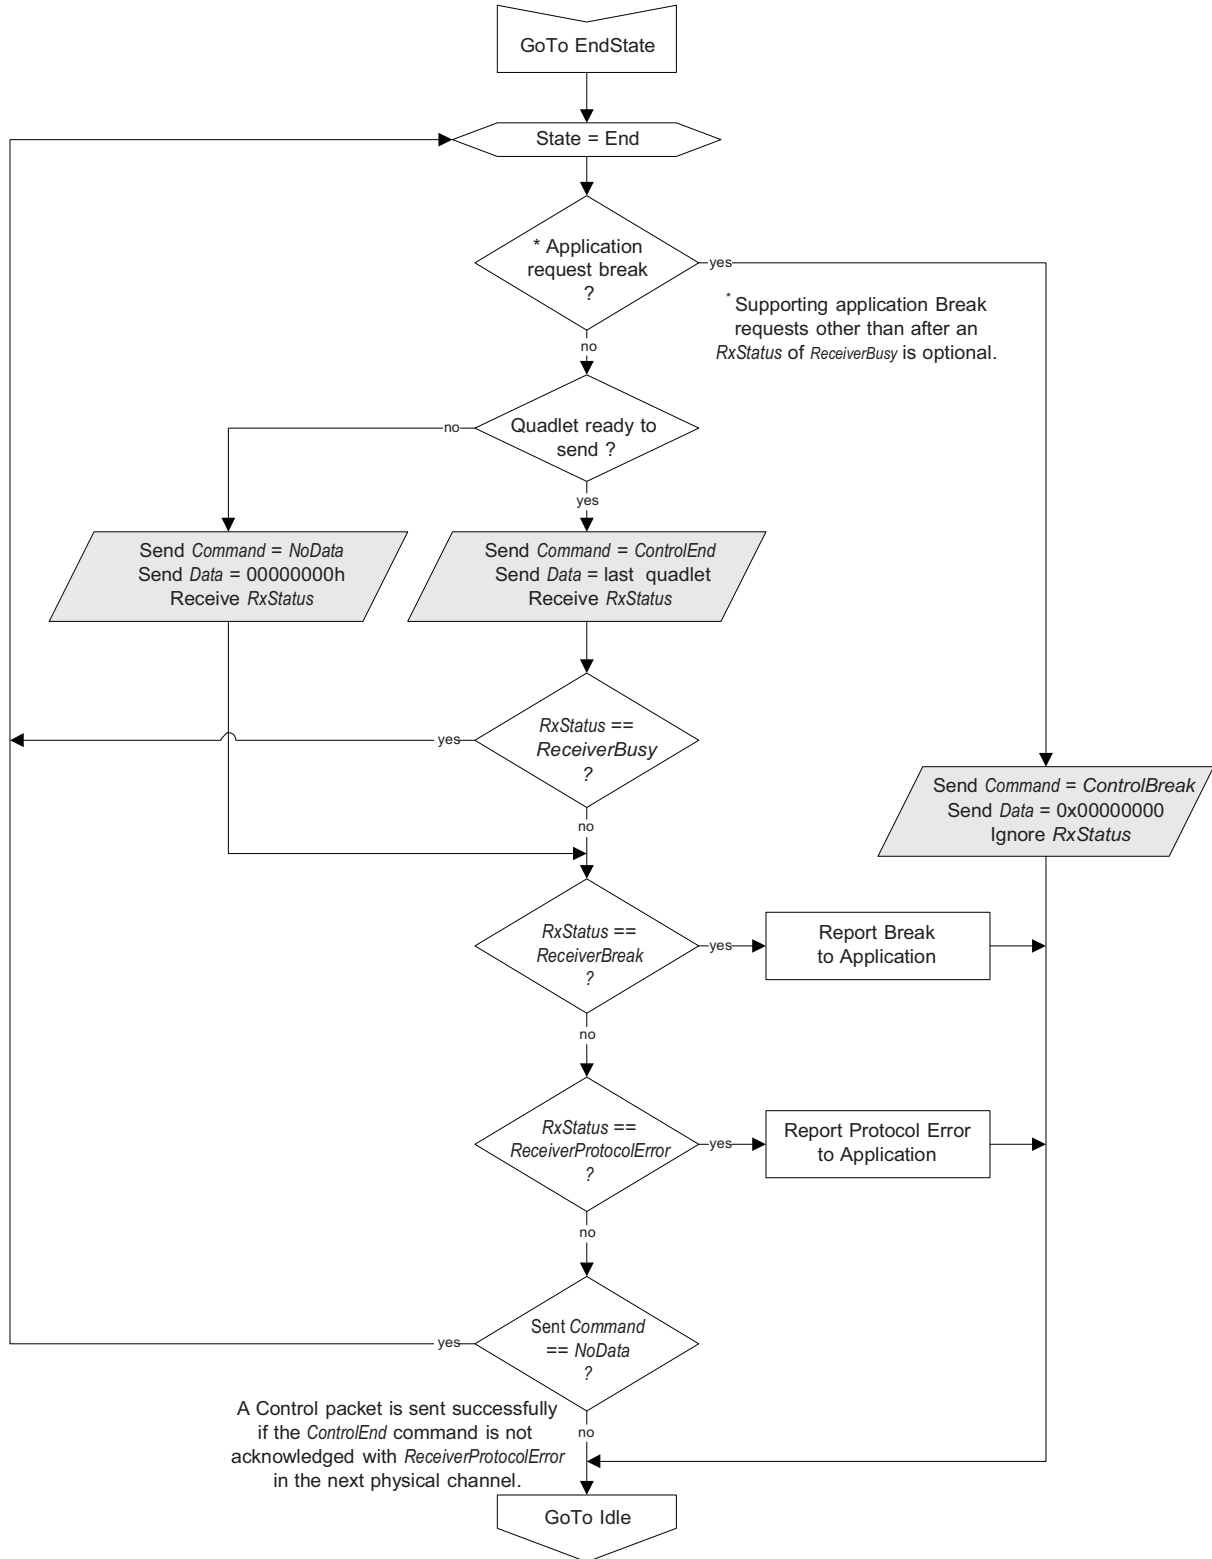 GoTo EndState
State = End
* Application
request break
?
yes
* Supporting application Break
requests other than after an
RxStatus of ReceiverBusy is optional.
no
Quadlet ready to
send ?
no
yes
Send Command = NoData
Send Data = 00000000h
Receive RxStatus
Send Command = ControlEnd
Send Data = last quadlet
Receive RxStatus
RxStatus ==
ReceiverBusy
?
yes
no
Send Command = ControlBreak
Send Data = 0x00000000
Ignore RxStatus
RxStatus ==
ReceiverBreak
?
yes
Report Break
to Application
no
RxStatus ==
ReceiverProtocolError
?
yes
Report Protocol Error
to Application
no
Sent Command
== NoData
?
yes
no
A Control packet is sent successfully
if the ControlEnd command is not
acknowledged with ReceiverProtocolError
in the next physical channel.
GoTo Idle